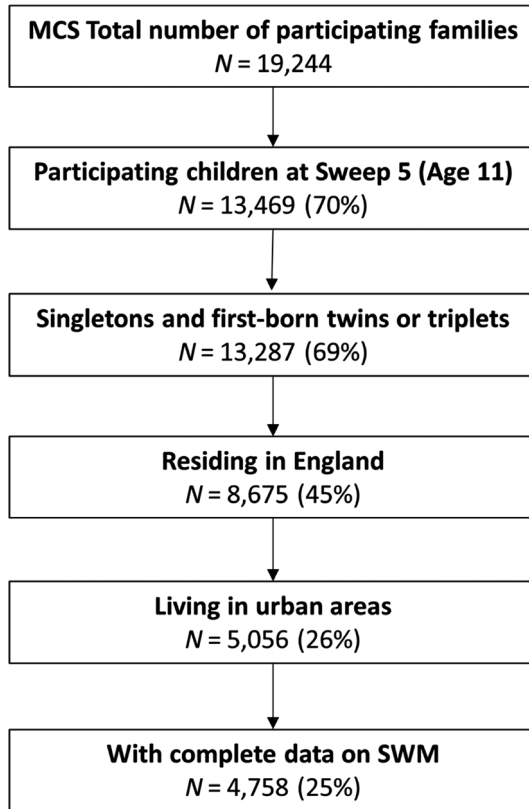 MCS Total number of participating families
N = 19,244
Participating children at Sweep 5 (Age 11)
N = 13,469 (70%)
Singletons and first-born twins or triplets
N = 13,287 (69%)
Residing in England
N = 8,675 (45%)
Living in urban areas
N = 5,056 (26%)
With complete data on SWM
N = 4,758 (25%)